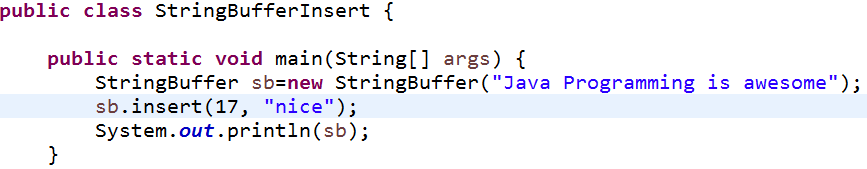 public class StringBufferInsert {
public static void main(String[] args) {
StringBuffer sb=new StringBuffer("Java Programming is awesome");
sb.insert(17, "nice");
System.out.println(sb);
}